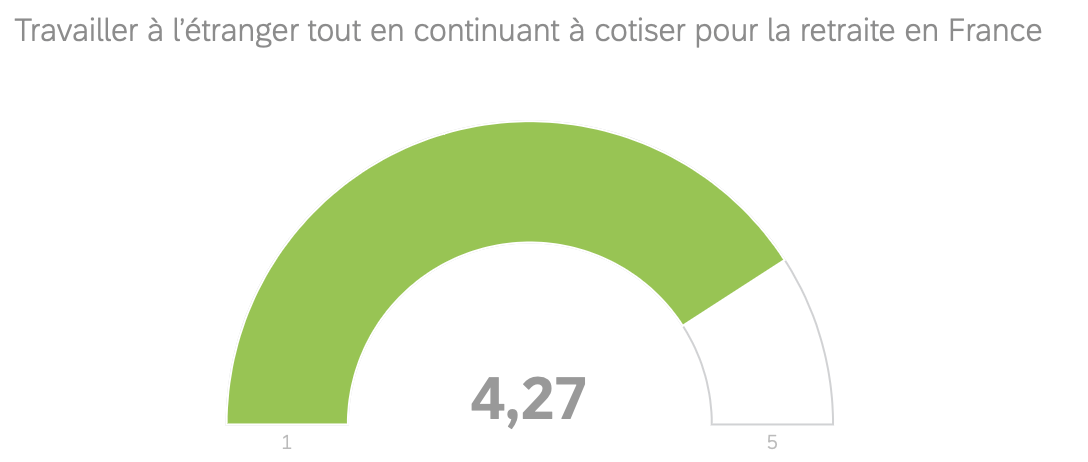 Travailler à l’étranger tout en continuant à cotiser pour la retraite en France
4,27
1
5